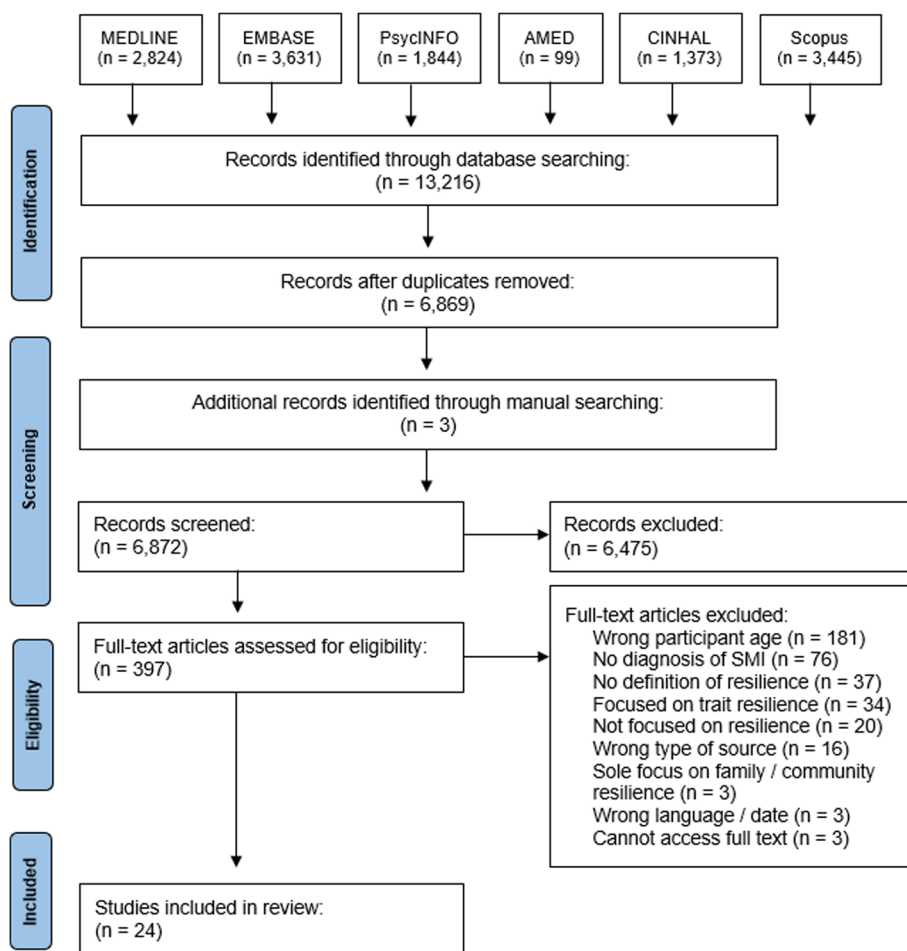 MEDLINE
(n = 2,824)
EMBASE
(n = 3,631)
PsycINFO
(n = 1,844)
AMED
(n = 99)
CINHAL
(n = 1,373)
Scopus
(n = 3,445)
Identification
Records identified through database searching:
(n = 13,216)
Records after duplicates removed:
(n = 6,869)
Screening
Additional records identified through manual searching:
(n = 3)
Records screened:
(n = 6,872)
Records excluded:
(n = 6,475)
Eligibility
Full-text articles assessed for eligibility:
(n = 397)
Full-text articles excluded:
Wrong participant age (n = 181)
No diagnosis of SMI (n = 76)
No definition of resilience (n = 37)
Focused on trait resilience (n = 34)
Not focused on resilience (n = 20)
Wrong type of source (n = 16)
Sole focus on family / community
resilience (n = 3)
Wrong language / date (n = 3)
Cannot access full text (n = 3)
Included
Studies included in review:
(n = 24)